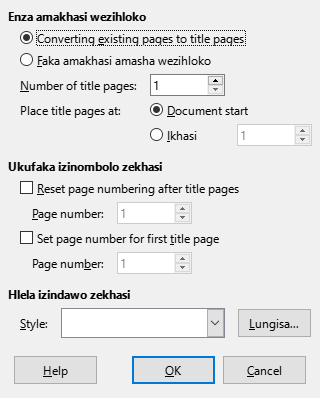 Enza amakhasi wezihloko
Converting existing pages to title pages
Faka amakhasi amasha wezihloko
Number of title pages: 1
Place title pages at: Document start
Ikhasi 1
Ukufaka izinombolo zekhasi
Reset page numbering after title pages
Page number: 1
Set page number for first title page
Page number: 1
Hlela izindawo zekhasi
Style: Lungisa...
Help OK Cancel